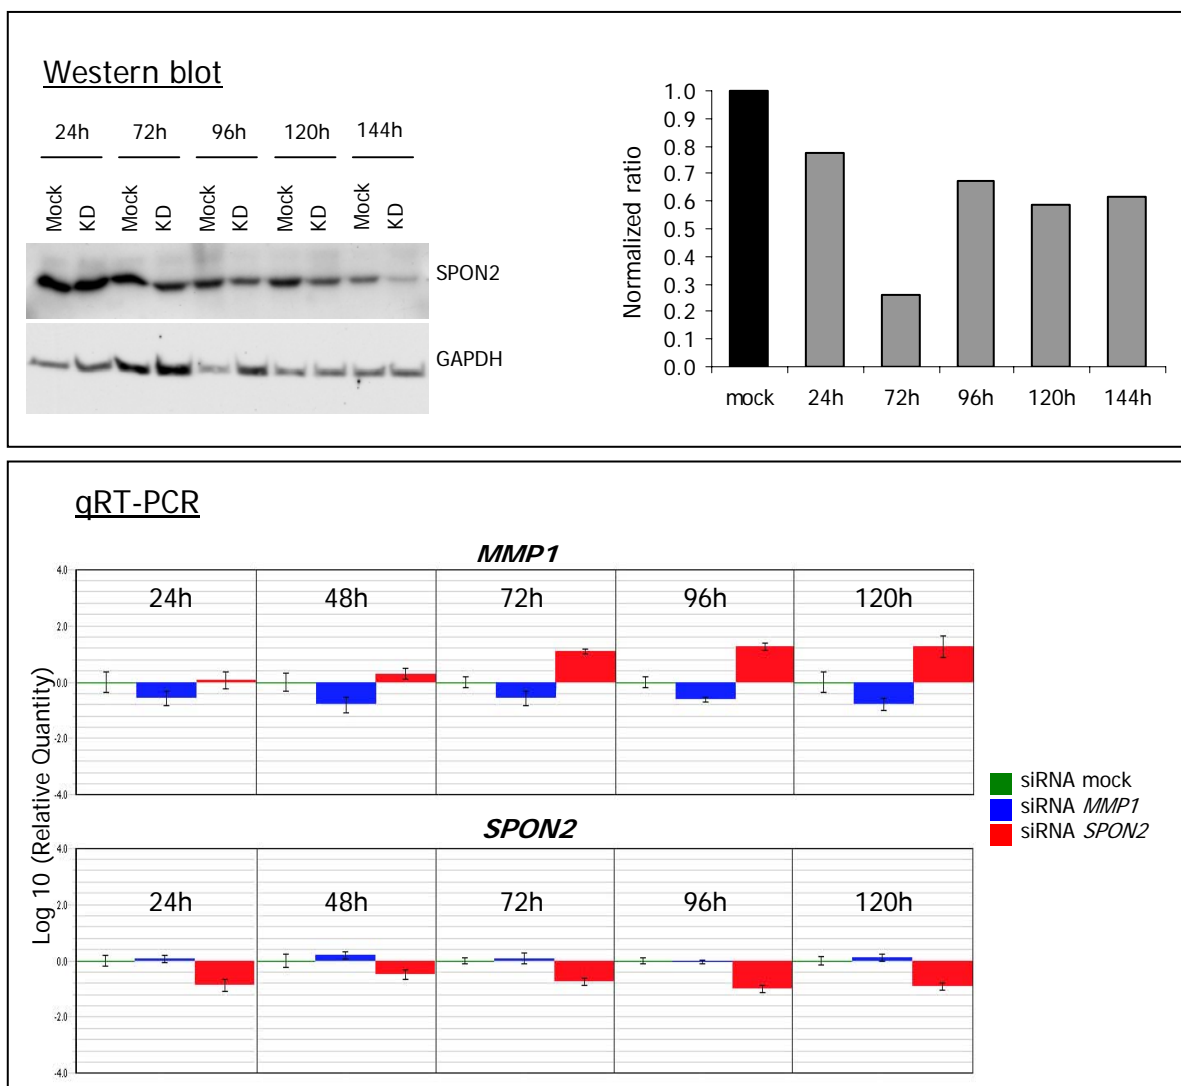 Western blot
24h 72h 96h 120h 144h
Mock KD Mock KD Mock KD Mock KD Mock KD
SPON2
GAPDH
Normalized ratio
1.0
0.9
0.8
0.7
0.6
0.5
0.4
0.3
0.2
0.1
0.0
mock 24h 72h 96h 120h 144h
qRT-PCR
Log 10 (Relative Quantity)
MMP1
24h 48h 72h 96h 120h
4.0
2.0
0.0
-2.0
-4.0
SPON2
24h 48h 72h 96h 120h
4.0
2.0
0.0
-2.0
-4.0
siRNA mock
siRNA MMP1
siRNA SPON2